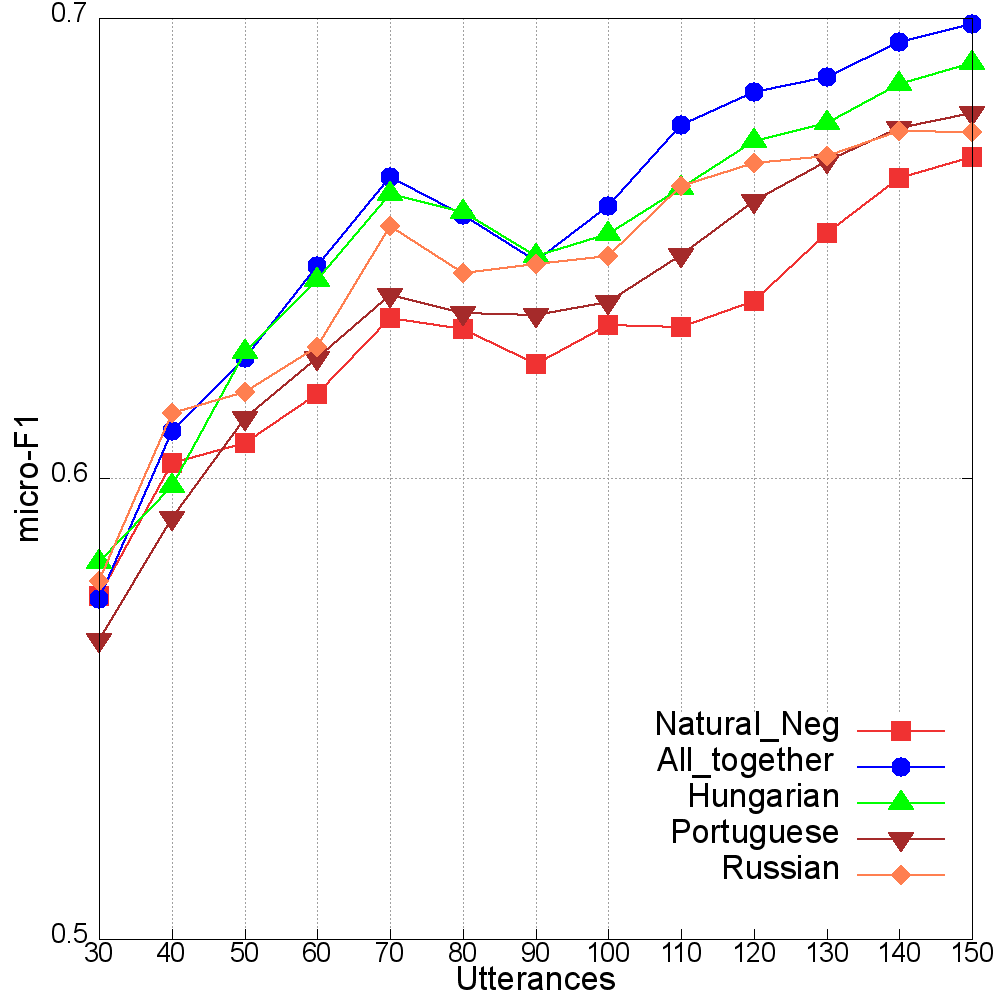 0.7
0.6
0.5
micro-F1
Natural_Neg
All_together
Hungarian
Portuguese
Russian
30 40 50 60 70 80 90 100 110 120 130 140 150
Utterances